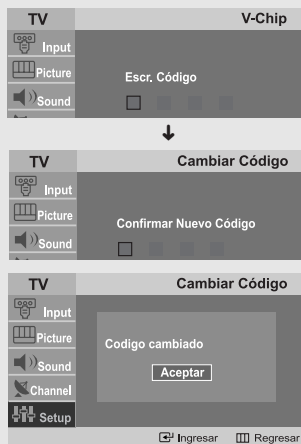 TV V-Chip
Input
Picture
Escr. Código
Sound
TV Cambiar Código
Input
Picture
Confirmar Nuevo Código
Sound
TV Cambiar Código
Input
Picture
Codigo cambiado
Sound
Aceptar
Channel
Setup
Ingresar Regresar